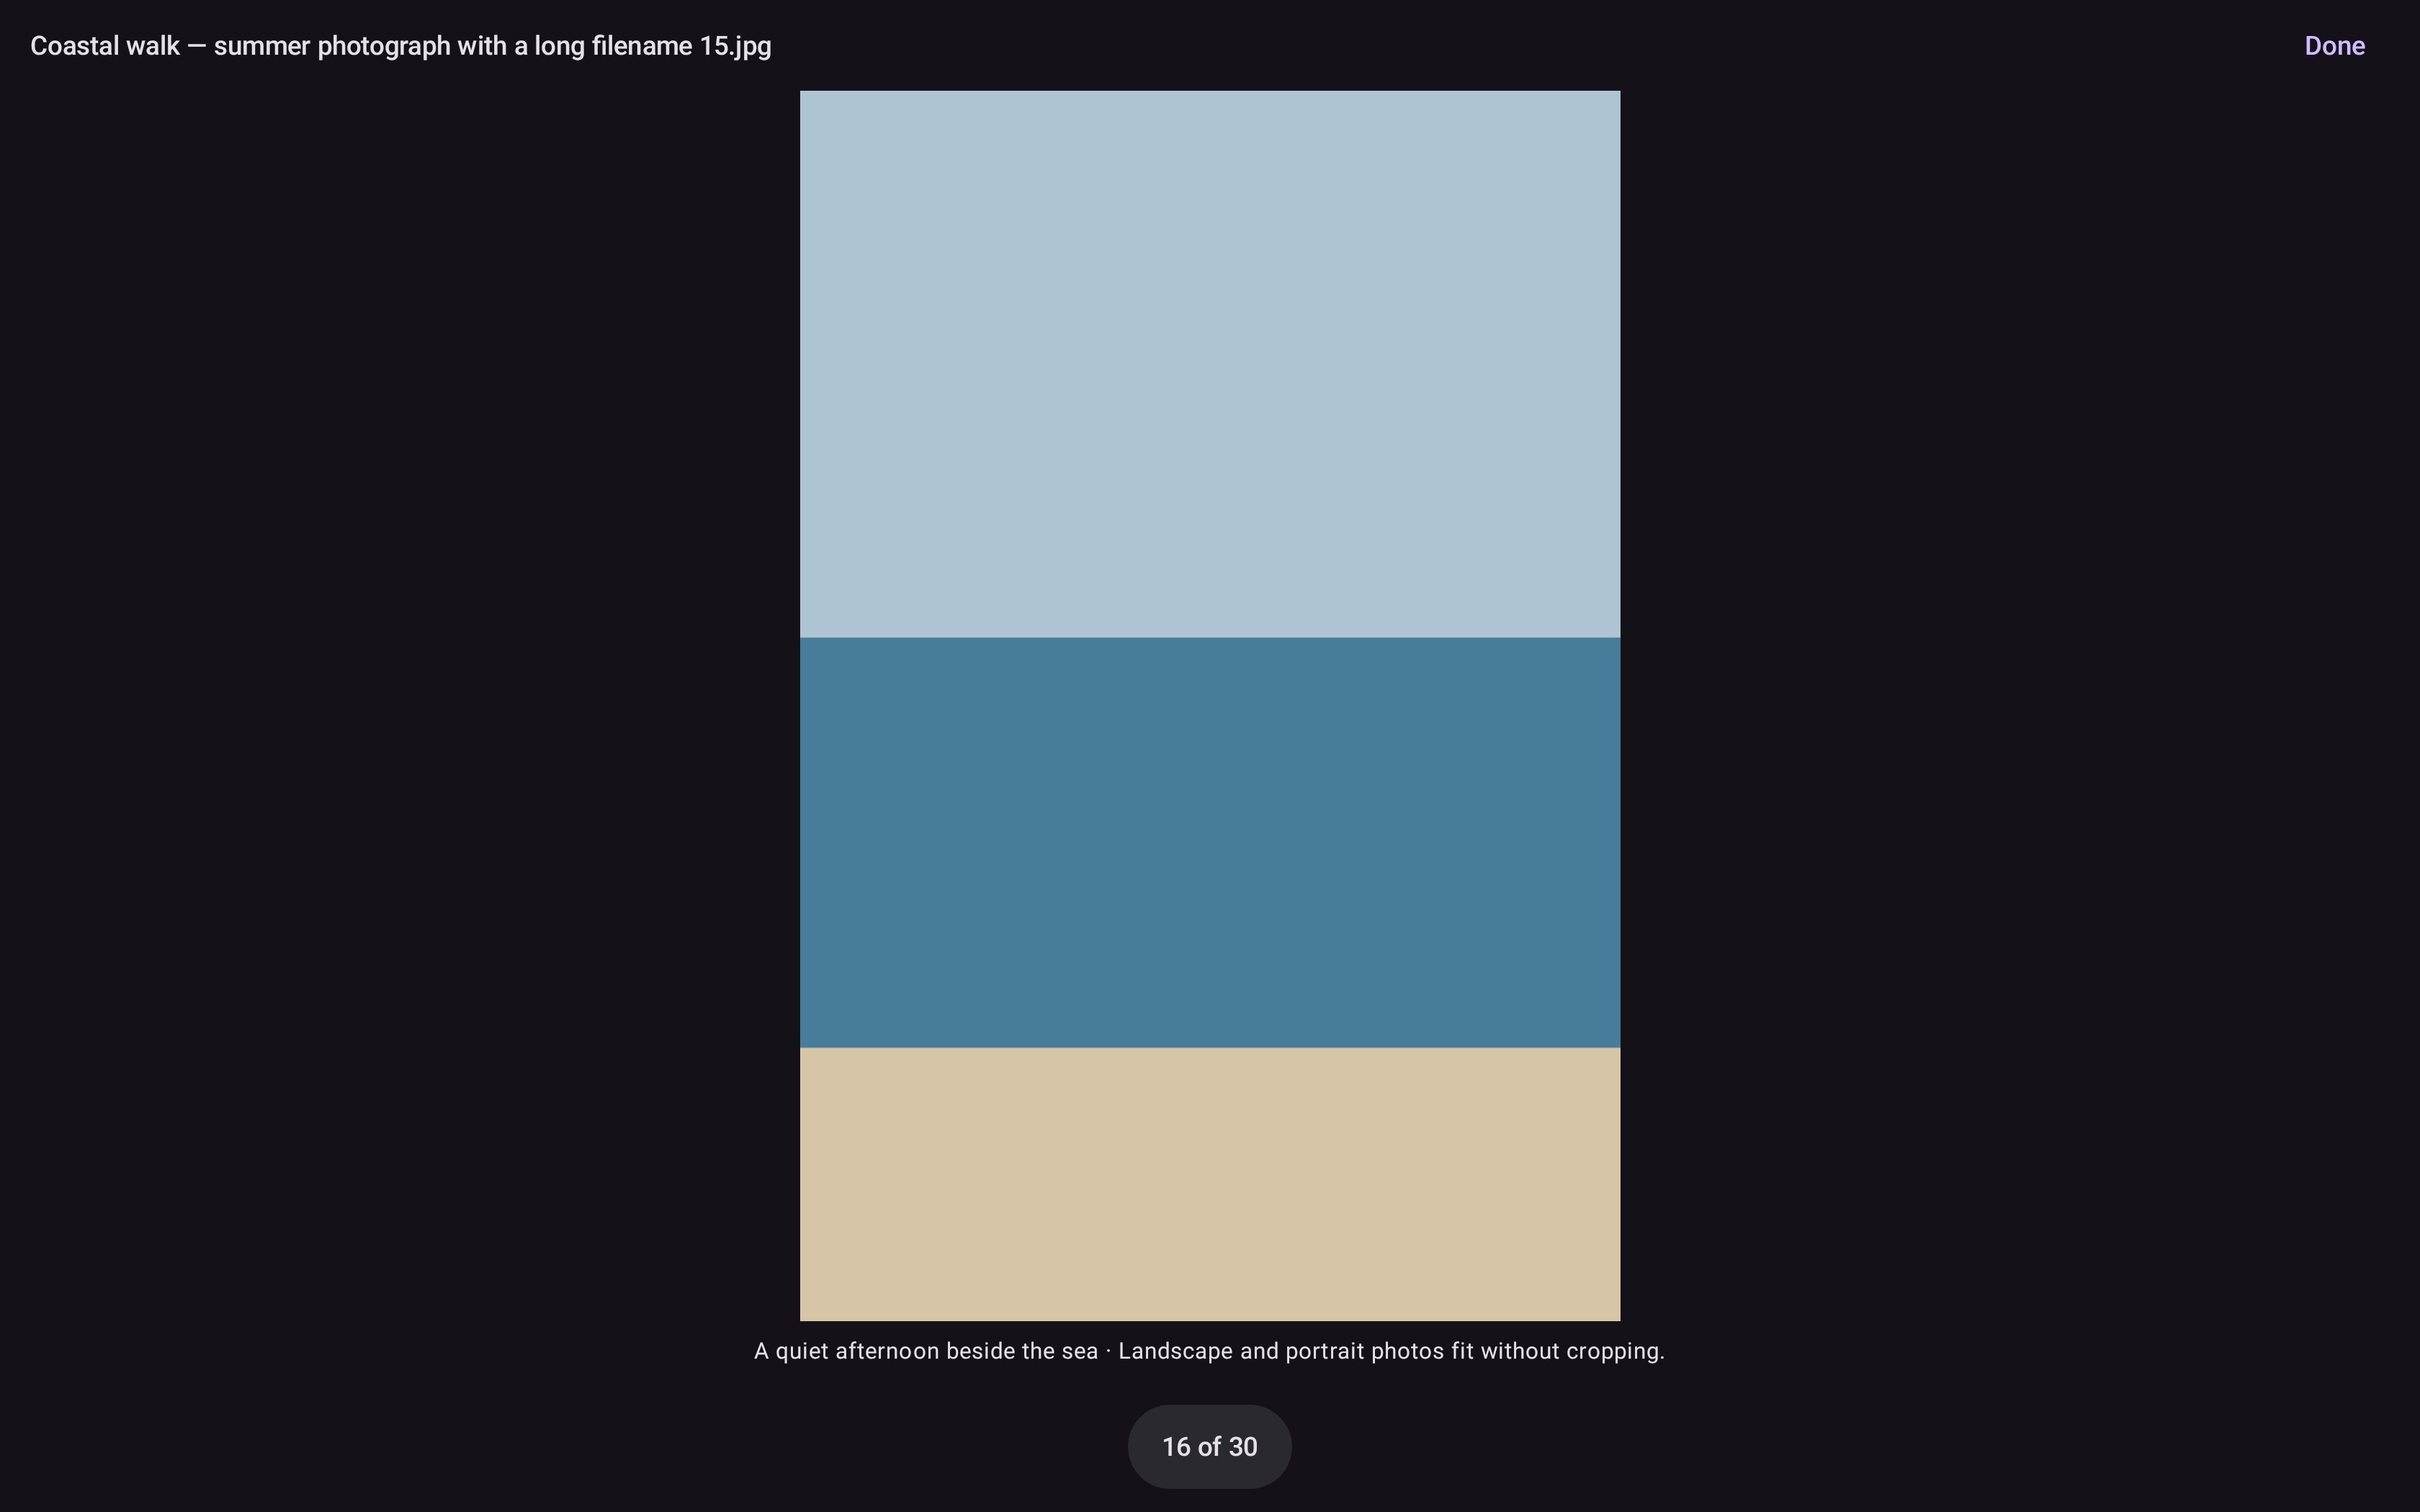 Coastal walk — summer photograph with a long filename 15.jpg
Done
A quiet afternoon beside the sea · Landscape and portrait photos fit without cropping.
16 of 30